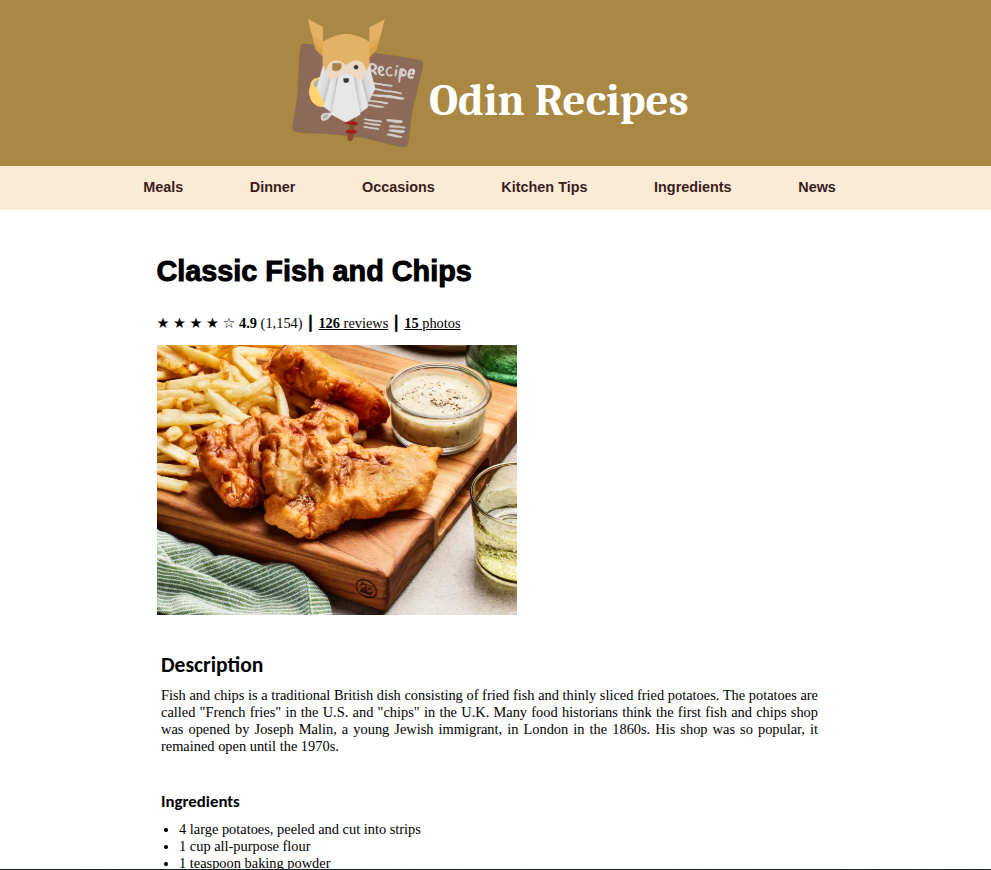 Recipe
Odin Recipes
Meals Dinner Occasions Kitchen Tips Ingredients News
Classic Fish and Chips
★ ★ ★ ★ ☆ 4.9 (1,154) | 126 reviews | 15 photos
Description
Fish and chips is a traditional British dish consisting of fried fish and thinly sliced fried potatoes. The potatoes are
called "French fries" in the U.S. and "chips" in the U.K. Many food historians think the first fish and chips shop
was opened by Joseph Malin, a young Jewish immigrant, in London in the 1860s. His shop was so popular, it
remained open until the 1970s.
Ingredients
• 4 large potatoes, peeled and cut into strips
• 1 cup all-purpose flour
• 1 teaspoon baking powder